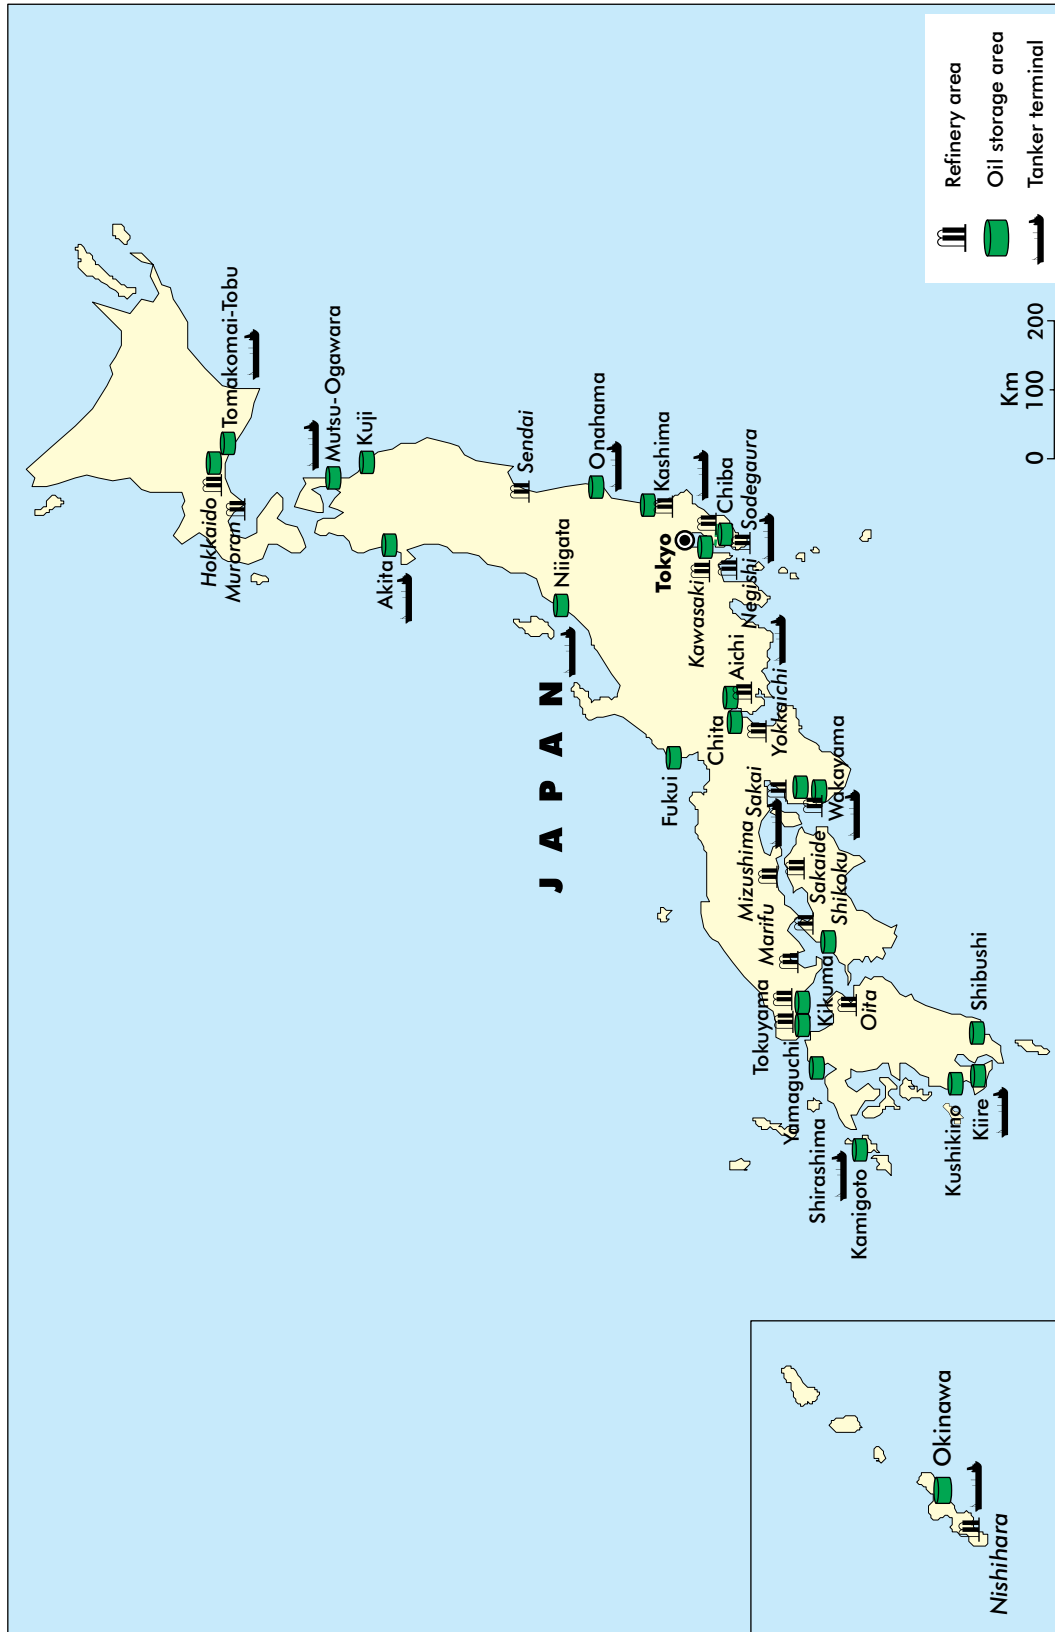 Refinery area
Oil storage area
Tanker terminal
Km
0 100 200
JAPAN
Hokkaido
Muroran
Tomakomai-Tobu
Mutsu-Ogawara
Kuji
Akita
Sendai
Niigata
Onahama
Kashima
Tokyo
Chiba
Sodegaura
Kawasaki
Negishi
Aichi
Chita
Yokkaichi
Fukui
Sakai
Wakayama
Mizushima
Sakaide
Shikoku
Marifu
Tokuyama
Kikuma
Yamaguchi
Oita
Shirashima
Kamigoto
Shibushi
Kushikino
Kiire
Okinawa
Nishihara